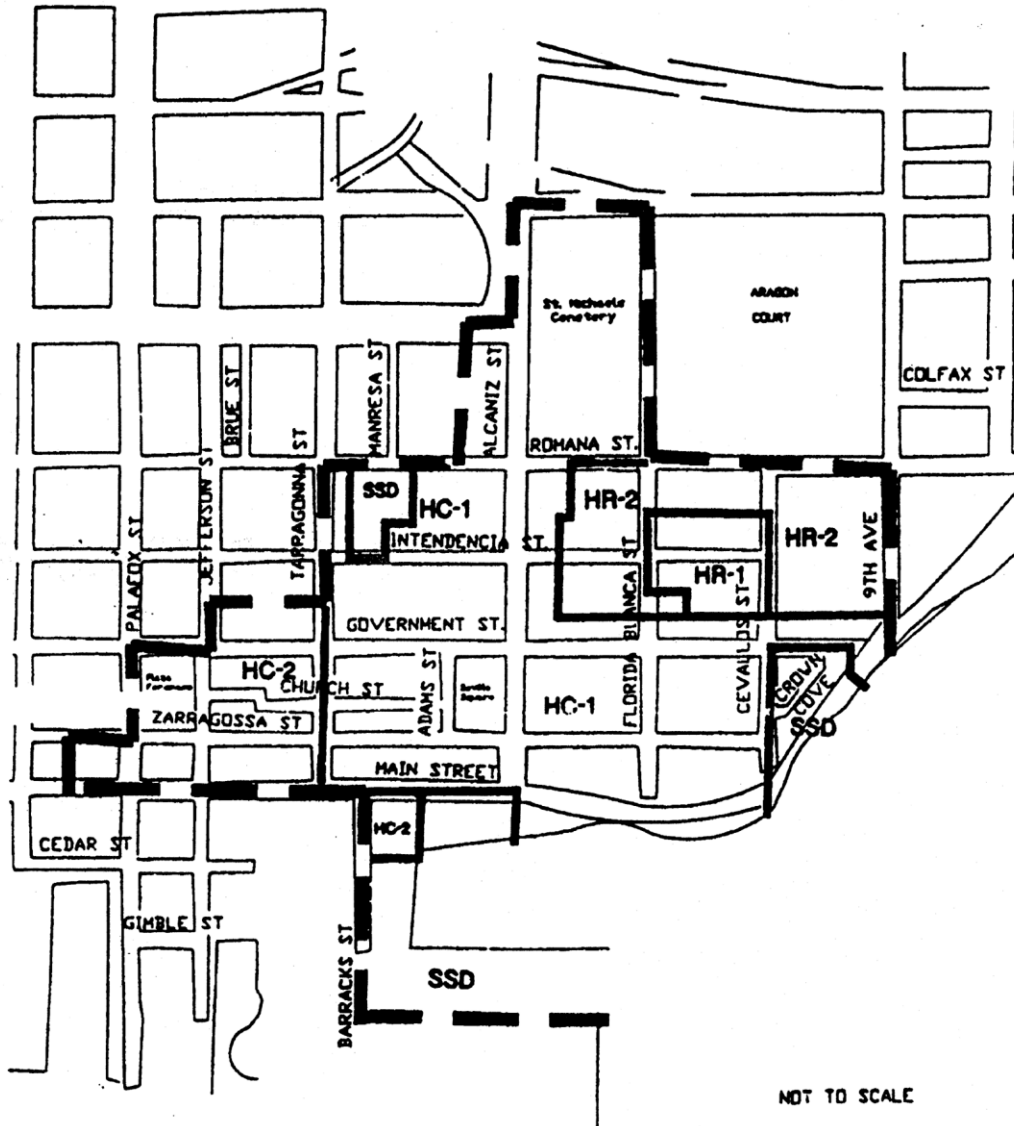 St. Michaels
Cemetery
ARAGON
COURT
COLFAX ST
BRUE ST
MANRESA ST
ALCANIZ ST
ROMANA ST.
JEFFERSON ST
TARRAGONNA ST
SSD
HC-1
HR-2
HR-2
INTENDENCIA ST.
9TH AVE
PALAFOX ST
HR-1
FLORIDA BLANCA ST
CEVALLOS ST
GOVERNMENT ST.
HC-2
Plaza
CHURCH ST
ADAMS ST
Seville
Square
HC-1
CROWN
COVE
SSD
ZARRAGOSSA ST
MAIN STREET
HC-2
CEDAR ST
GIMBLE ST
BARRACKS ST
SSD
NOT TO SCALE